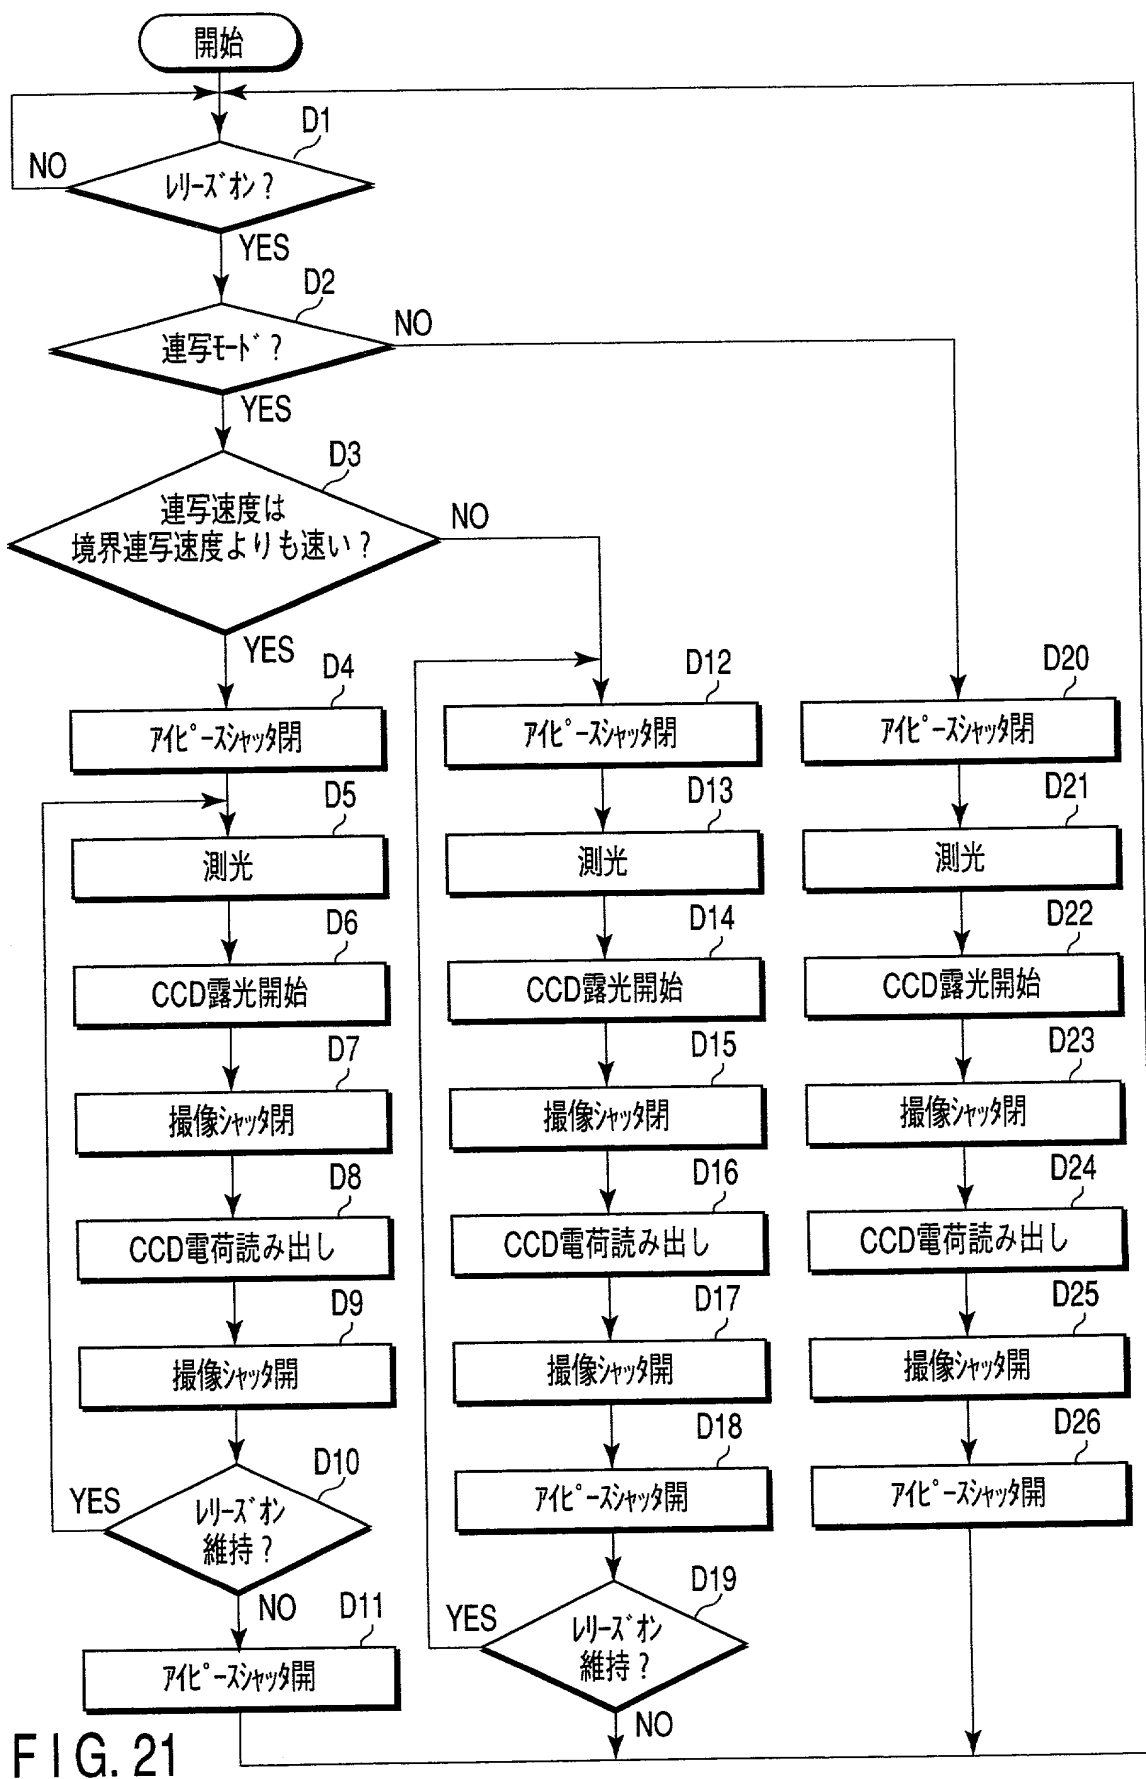 開始
D1
NO
レリーズオン?
YES
D2
連写モード?
NO
YES
D3
連写速度は
境界連写速度よりも速い?
NO
YES
D4
アイピースシャッタ閉
D5
測光
D6
CCD露光開始
D7
撮像シャッタ閉
D8
CCD電荷読み出し
D9
撮像シャッタ開
D10
YES
レリーズオン
維持?
NO
D11
アイピースシャッタ開
D12
アイピースシャッタ閉
D13
測光
D14
CCD露光開始
D15
撮像シャッタ閉
D16
CCD電荷読み出し
D17
撮像シャッタ開
D18
アイピースシャッタ開
D19
YES
レリーズオン
維持?
NO
D20
アイピースシャッタ閉
D21
測光
D22
CCD露光開始
D23
撮像シャッタ閉
D24
CCD電荷読み出し
D25
撮像シャッタ開
D26
アイピースシャッタ開
FIG. 21